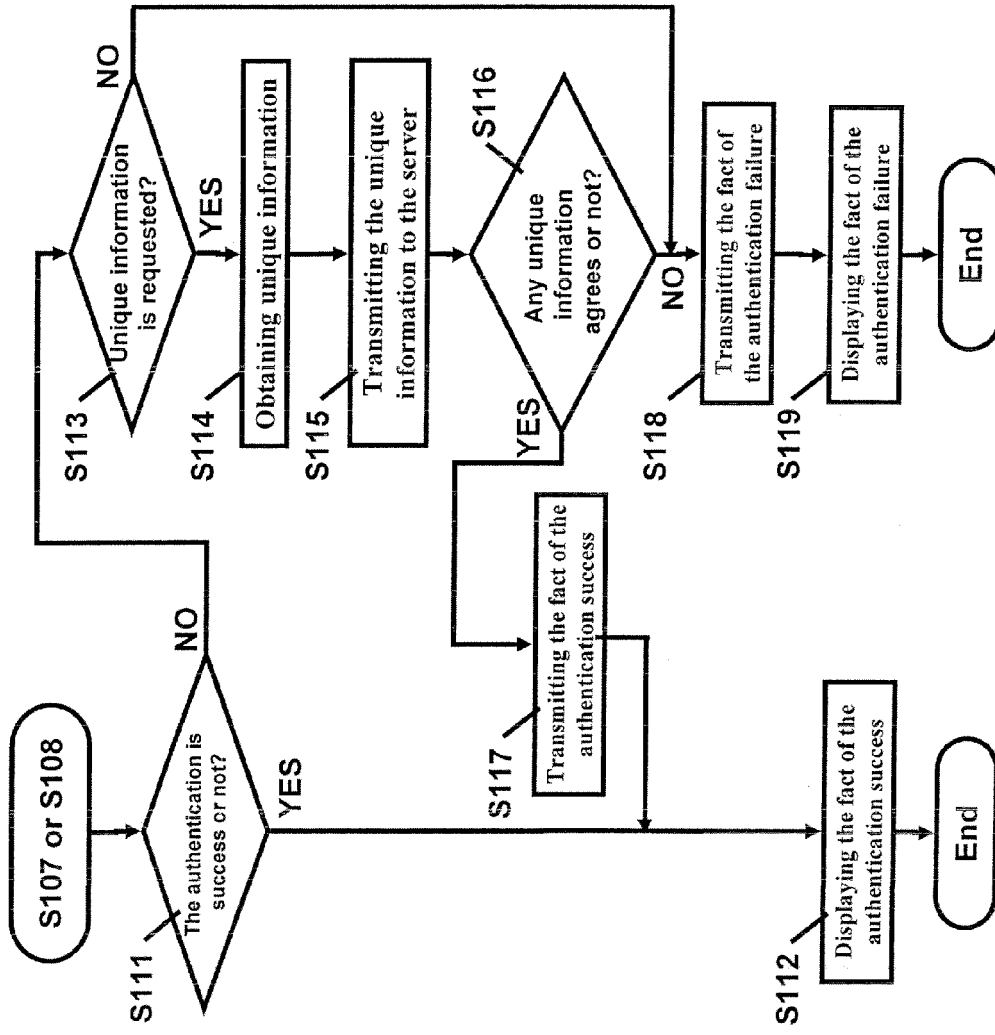 S107 or S108
S111
The authentication is
success or not?
NO
YES
S113
Unique information
is requested?
NO
YES
S114
Obtaining unique information
S115
Transmitting the unique
information to the server
S116
Any unique
information
agrees or not?
YES
NO
S117
Transmitting the fact of the
authentication success
S118
Transmitting the fact of
the authentication failure
S119
Displaying the fact of the
authentication failure
End
S112
Displaying the fact of the
authentication success
End